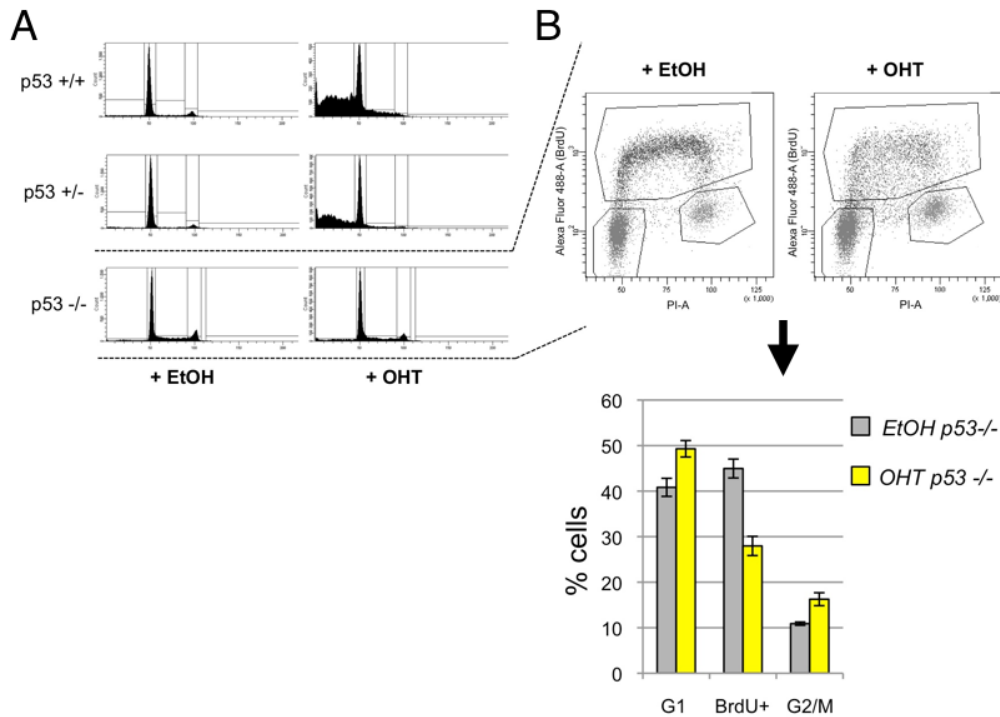 A
p53 +/+
p53 +/-
p53 -/-
+ EtOH
+ OHT
B
+ EtOH
+ OHT
Alexa Fluor 488-A (BrdU)
Alexa Fluor 488-A (BrdU)
50 75 100 125
(x 1,000)
PI-A
50 75 100 125
(x 1,000)
PI-A
60
50
40
30
20
10
0
% cells
G1 BrdU+ G2/M
EtOH p53-/-
OHT p53 -/-